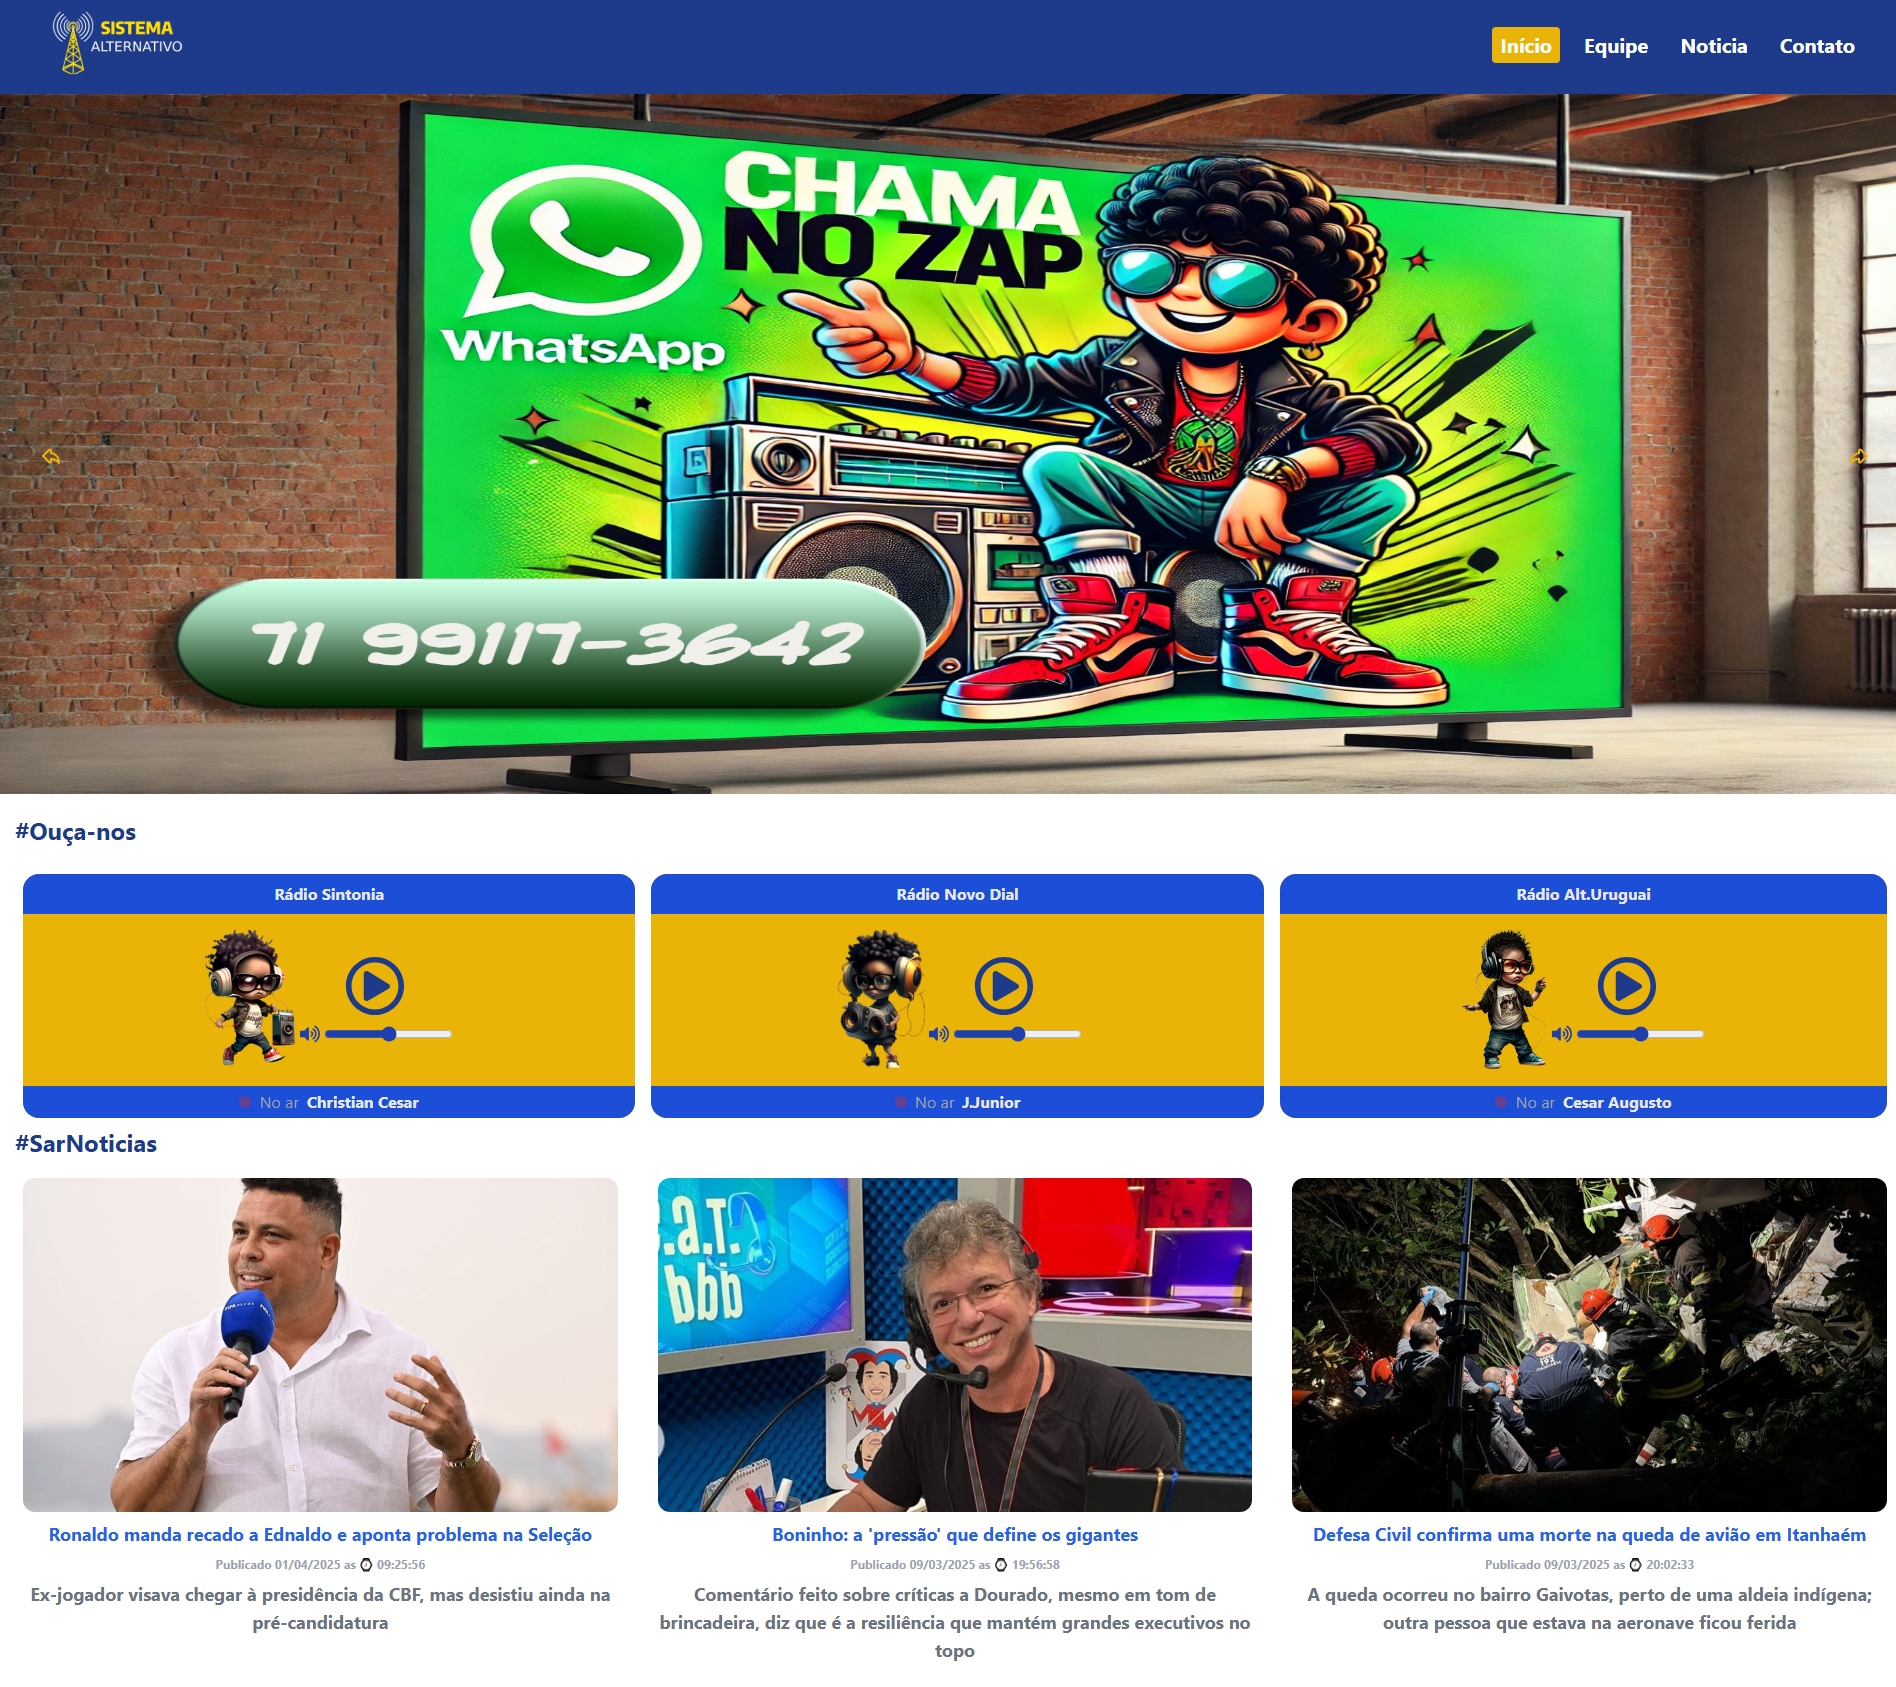 SISTEMA
ALTERNATIVO
Início
Equipe
Noticia
Contato
CHAMA
NO ZAP
WhatsApp
71 99117-3642
#Ouça-nos
Rádio Sintonia
No ar Christian Cesar
Rádio Novo Dial
No ar J.Junior
Rádio Alt.Uruguai
No ar Cesar Augusto
#SarNoticias
Ronaldo manda recado a Ednaldo e aponta problema na Seleção
Publicado 01/04/2025 as 09:25:56
Ex-jogador visava chegar à presidência da CBF, mas desistiu ainda na
pré-candidatura
.a.t.
bbb
Boninho: a 'pressão' que define os gigantes
Publicado 09/03/2025 as 19:56:58
Comentário feito sobre críticas a Dourado, mesmo em tom de
brincadeira, diz que é a resiliência que mantém grandes executivos no
topo
193
Defesa Civil confirma uma morte na queda de avião em Itanhaém
Publicado 09/03/2025 as 20:02:33
A queda ocorreu no bairro Gaivotas, perto de uma aldeia indígena;
outra pessoa que estava na aeronave ficou ferida